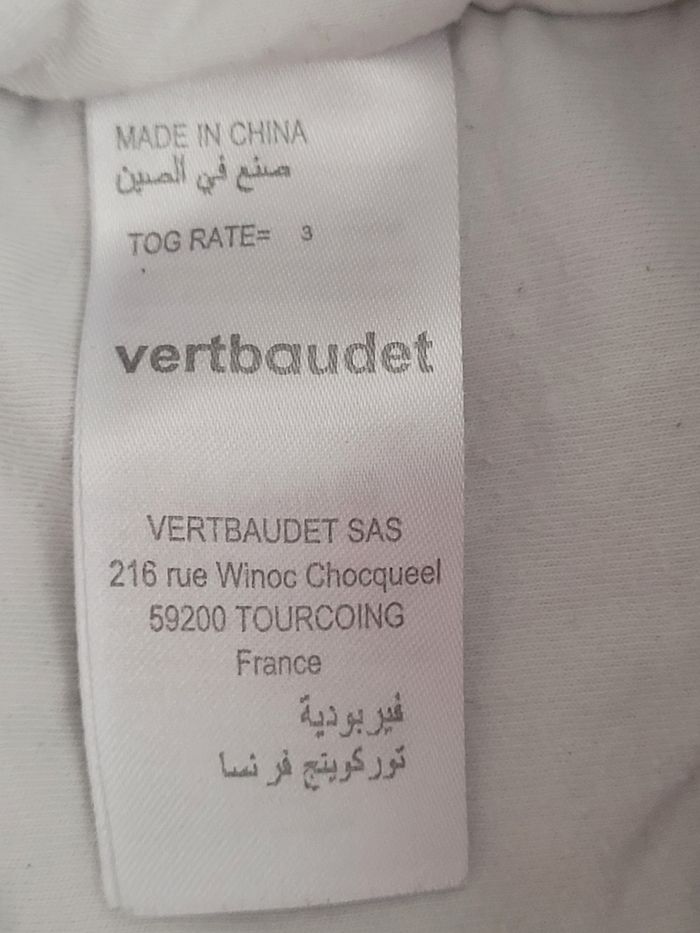 MADE IN CHINA
صنع في الصين
TOG RATE= 3
vertbaudet
VERTBAUDET SAS
216 rue Winoc Chocqueel
59200 TOURCOING
France
فيربودية
توركوينج فرنسا